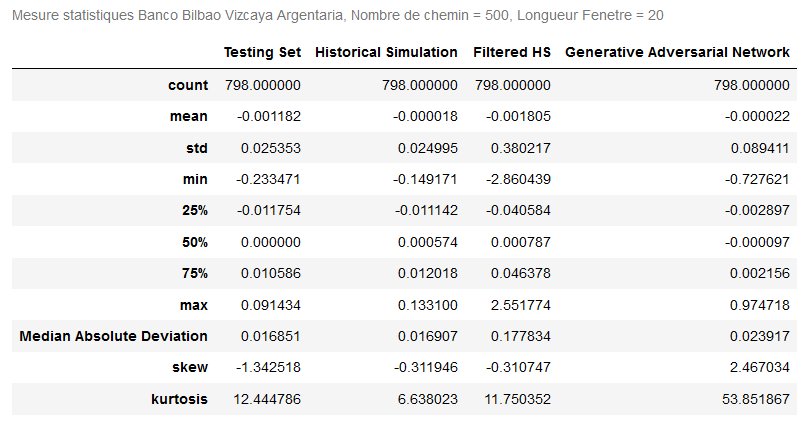 Mesure statistiques Banco Bilbao Vizcaya Argentaria, Nombre de chemin = 500, Longueur Fenetre = 20
Testing Set Historical Simulation Filtered HS Generative Adversarial Network
count 798.000000 798.000000 798.000000 798.000000
mean -0.001182 -0.000018 -0.001805 -0.000022
std 0.025353 0.024995 0.380217 0.089411
min -0.233471 -0.149171 -2.860439 -0.727621
25% -0.011754 -0.011142 -0.040584 -0.002897
50% 0.000000 0.000574 0.000787 -0.000097
75% 0.010586 0.012018 0.046378 0.002156
max 0.091434 0.133100 2.551774 0.974718
Median Absolute Deviation 0.016851 0.016907 0.177834 0.023917
skew -1.342518 -0.311946 -0.310747 2.467034
kurtosis 12.444786 6.638023 11.750352 53.851867